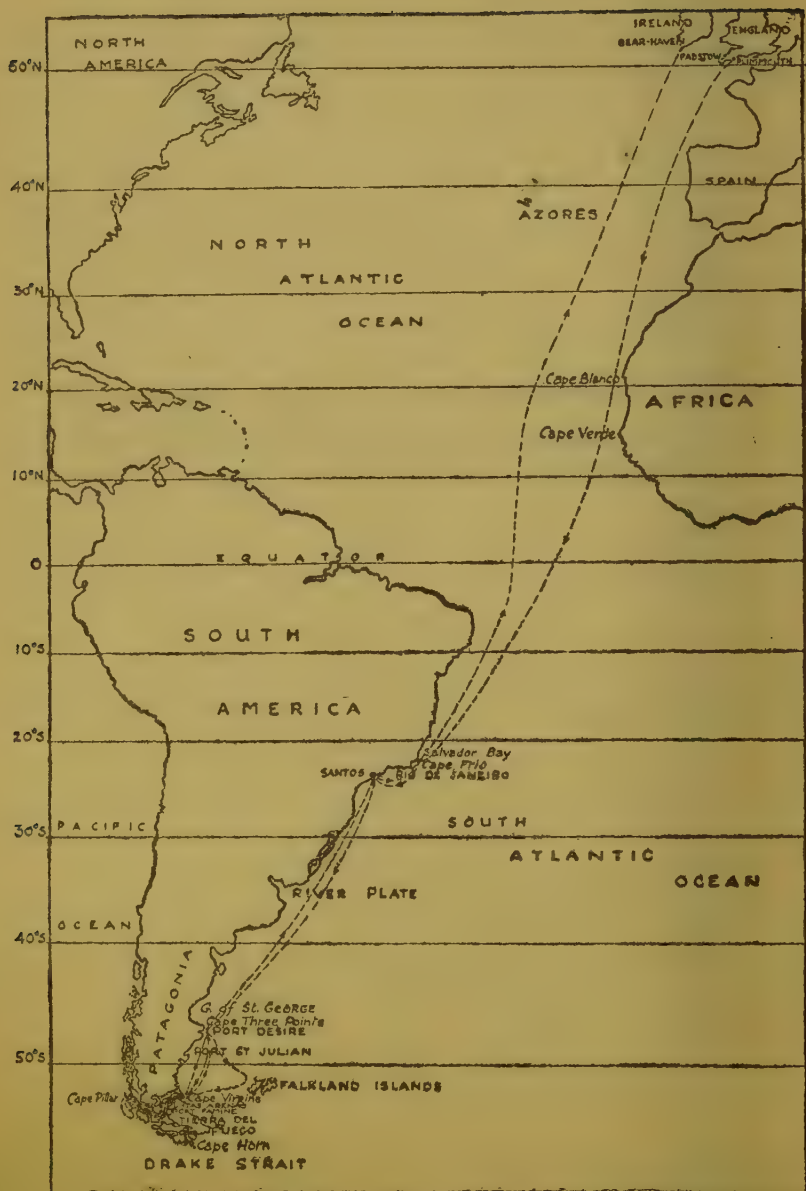 IRELAND
ENGLAND
NORTH
AMERICA
BEAR-HAVEN
PADSTOW
PLYMOUTH
50°N
40°N
SPAIN
AZORES
NORTH
ATLANTIC
OCEAN
30°N
20°N
Cape Blanco
AFRICA
Cape Verde
10°N
EQUATOR
0
SOUTH
10°S
AMERICA
20°S
Salvador Bay
Cape Frio
SANTOS
RIO DE JANEIRO
PACIFIC
SOUTH
30°S
ATLANTIC
OCEAN
RIVER PLATE
OCEAN
40°S
PATAGONIA
G. of St. GEORGE
Cape Three Points
PORT DESIRE
PORT ST JULIAN
50°S
FALKLAND ISLANDS
Cape Pilar
Cape Virgins
ARENAS
PORT FAMINE
TIERRA DEL
FUEGO
Cape Horn
DRAKE STRAIT